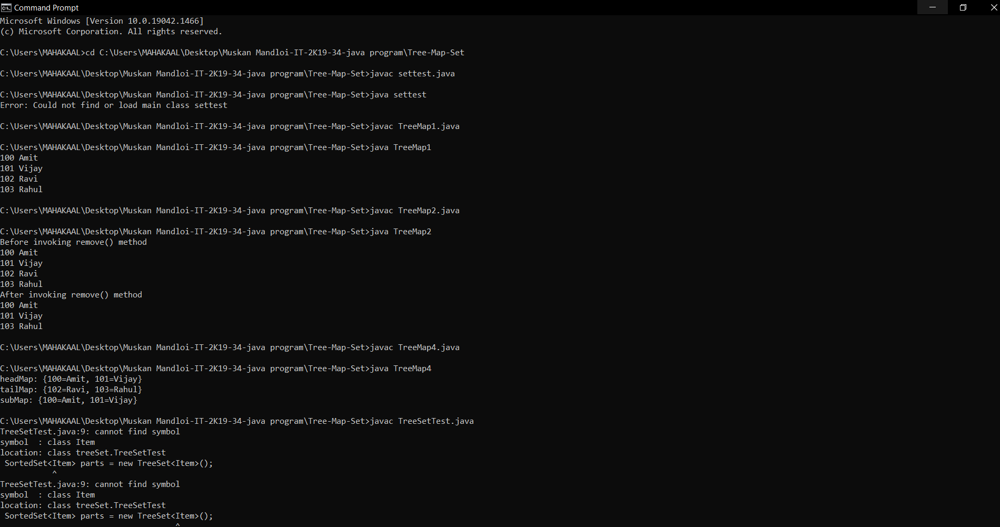 Command Prompt
Microsoft Windows [Version 10.0.19042.1466]
(c) Microsoft Corporation. All rights reserved.
C:\Users\MAHAKAAL>cd C:\Users\MAHAKAAL\Desktop\Muskan Mandloi-IT-2K19-34-java program\Tree-Map-Set
C:\Users\MAHAKAAL\Desktop\Muskan Mandloi-IT-2K19-34-java program\Tree-Map-Set>javac settest.java
C:\Users\MAHAKAAL\Desktop\Muskan Mandloi-IT-2K19-34-java program\Tree-Map-Set>java settest
Error: Could not find or load main class settest
C:\Users\MAHAKAAL\Desktop\Muskan Mandloi-IT-2K19-34-java program\Tree-Map-Set>javac TreeMap1.java
C:\Users\MAHAKAAL\Desktop\Muskan Mandloi-IT-2K19-34-java program\Tree-Map-Set>java TreeMap1
100 Amit
101 Vijay
102 Ravi
103 Rahul
C:\Users\MAHAKAAL\Desktop\Muskan Mandloi-IT-2K19-34-java program\Tree-Map-Set>javac TreeMap2.java
C:\Users\MAHAKAAL\Desktop\Muskan Mandloi-IT-2K19-34-java program\Tree-Map-Set>java TreeMap2
Before invoking remove() method
100 Amit
101 Vijay
102 Ravi
103 Rahul
After invoking remove() method
100 Amit
101 Vijay
103 Rahul
C:\Users\MAHAKAAL\Desktop\Muskan Mandloi-IT-2K19-34-java program\Tree-Map-Set>javac TreeMap4.java
C:\Users\MAHAKAAL\Desktop\Muskan Mandloi-IT-2K19-34-java program\Tree-Map-Set>java TreeMap4
headMap: {100=Amit, 101=Vijay}
tailMap: {102=Ravi, 103=Rahul}
subMap: {100=Amit, 101=Vijay}
C:\Users\MAHAKAAL\Desktop\Muskan Mandloi-IT-2K19-34-java program\Tree-Map-Set>javac TreeSetTest.java
TreeSetTest.java:9: cannot find symbol
symbol  : class Item
location: class treeSet.TreeSetTest
 SortedSet<Item> parts = new TreeSet<Item>();
           ^
TreeSetTest.java:9: cannot find symbol
symbol  : class Item
location: class treeSet.TreeSetTest
 SortedSet<Item> parts = new TreeSet<Item>();
                                     ^